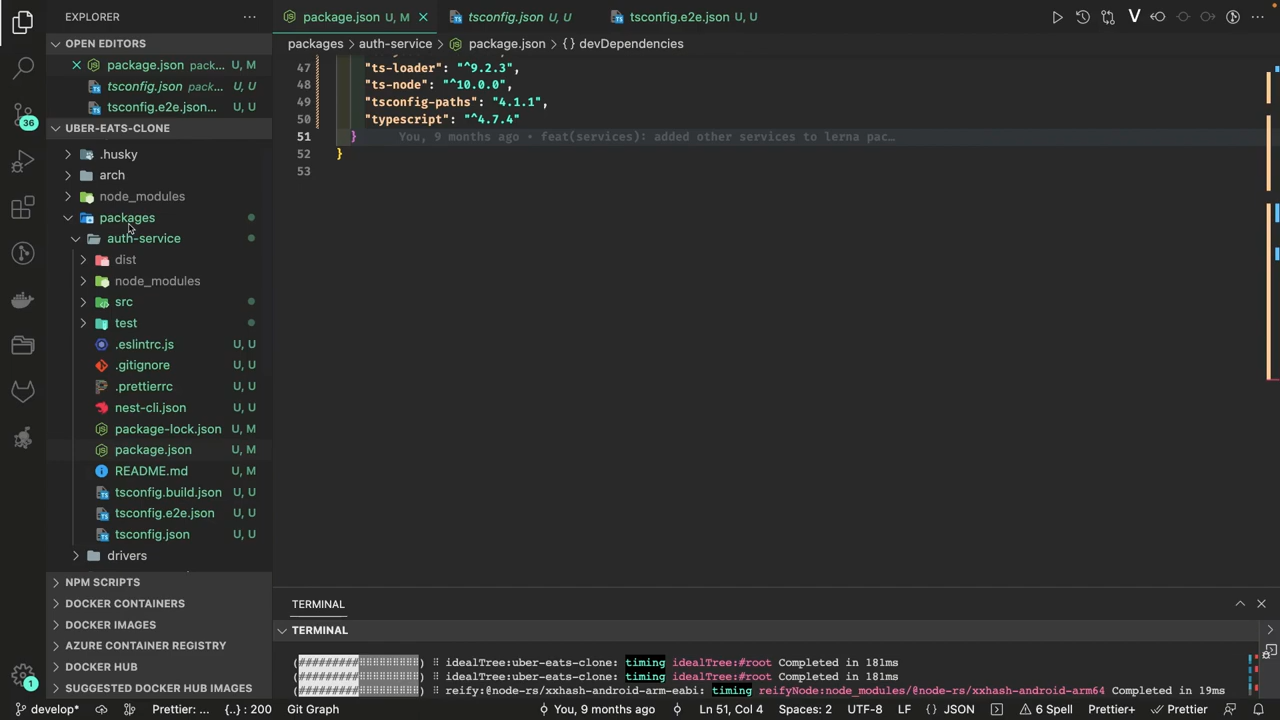 EXPLORER
OPEN EDITORS
package.json pack... U, M
tsconfig.json pack... U, U
tsconfig.e2e.json... U, U
UBER-EATS-CLONE
.husky
arch
node_modules
packages
auth-service
dist
node_modules
src
test
.eslintrc.js U, U
.gitignore U, U
.prettierrc U, U
nest-cli.json U, U
package-lock.json U, M
package.json U, M
README.md U, M
tsconfig.build.json U, U
tsconfig.e2e.json U, U
tsconfig.json U, U
drivers
NPM SCRIPTS
DOCKER CONTAINERS
DOCKER IMAGES
AZURE CONTAINER REGISTRY
DOCKER HUB
SUGGESTED DOCKER HUB IMAGES
36
1
package.json U, M
tsconfig.json U, U
tsconfig.e2e.json U, U
packages > auth-service > package.json > {} devDependencies
47 "ts-loader": "^9.2.3",
48 "ts-node": "^10.0.0",
49 "tsconfig-paths": "4.1.1",
50 "typescript": "^4.7.4"
51 } You, 9 months ago • feat(services): added other services to lerna pac…
52 }
53
TERMINAL
TERMINAL
(#########⠿⠿⠿⠿⠿⠿⠿⠿⠿) ⠏ idealTree:uber-eats-clone: timing idealTree:#root Completed in 181ms
(#########⠿⠿⠿⠿⠿⠿⠿⠿⠿) ⠏ idealTree:uber-eats-clone: timing idealTree:#root Completed in 181ms
(#########⠿⠿⠿⠿⠿⠿⠿⠿⠿) ⠏ reify:@node-rs/xxhash-android-arm-eabi: timing reifyNode:node_modules/@node-rs/xxhash-android-arm64 Completed in 19ms
develop* Prettier: ... {..} : 200 Git Graph You, 9 months ago Ln 51, Col 4 Spaces: 2 UTF-8 LF {} JSON 6 Spell Prettier+ Prettier